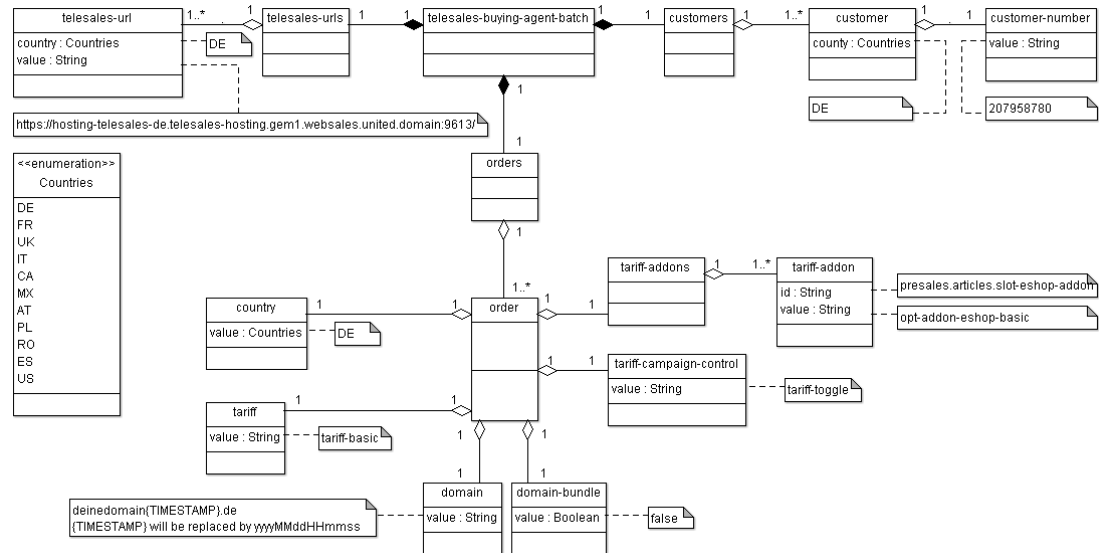 telesales-url
country : Countries
value : String
1..*
1
telesales-urls
1
1
telesales-buying-agent-batch
1
1
customers
1
1..*
customer
county : Countries
1
1
customer-number
value : String
DE
DE
207958780
https://hosting-telesales-de.telesales-hosting.gem1.websales.united.domain:9613/
1
1
orders
1
1..*
<<enumeration>>
Countries
DE
FR
UK
IT
CA
MX
AT
PL
RO
ES
US
order
country
value : Countries
1
1
DE
tariff
value : String
1
1
tariff-basic
1
1
tariff-addons
1
1..*
tariff-addon
id : String
value : String
presales.articles.slot-eshop-addon
opt-addon-eshop-basic
1
1
tariff-campaign-control
value : String
tariff-toggle
1
1
domain
value : String
deinedomain{TIMESTAMP}.de
{TIMESTAMP} will be replaced by yyyyMMddHHmmss
1
1
domain-bundle
value : Boolean
false